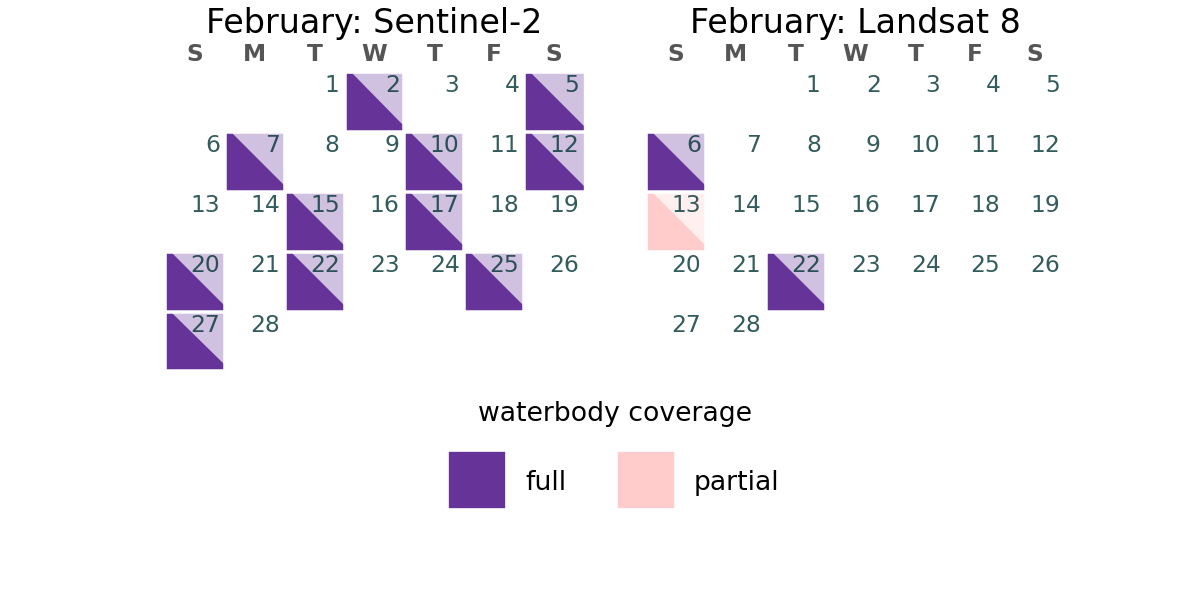 February: Sentinel-2
S M T W T F S
1 2 3 4 5
6 7 8 9 10 11 12
13 14 15 16 17 18 19
20 21 22 23 24 25 26
27 28
February: Landsat 8
S M T W T F S
1 2 3 4 5
6 7 8 9 10 11 12
13 14 15 16 17 18 19
20 21 22 23 24 25 26
27 28
waterbody coverage
full
partial